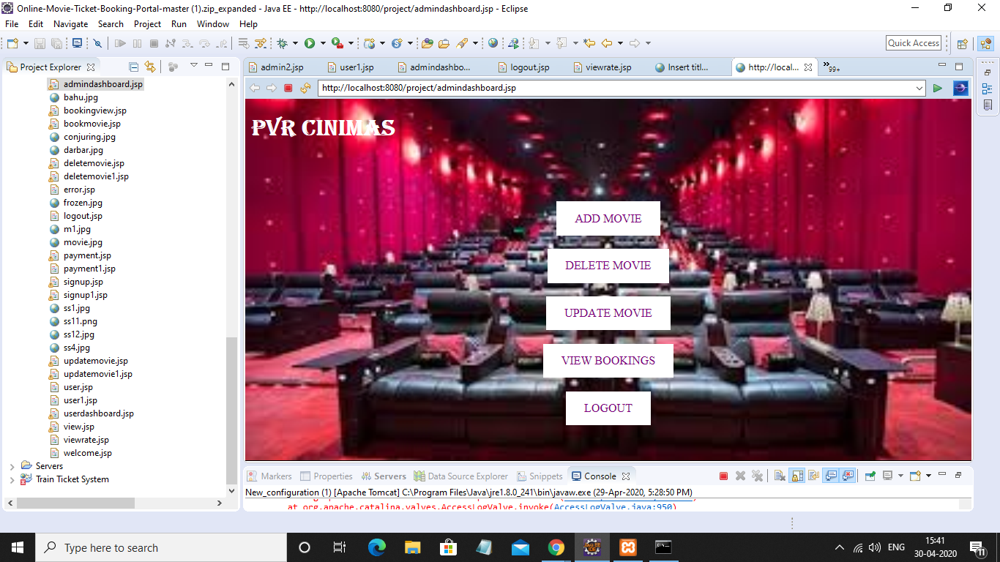 Online-Movie-Ticket-Booking-Portal-master (1).zip_expanded - Java EE - http://localhost:8080/project/admindashboard.jsp - Eclipse
File Edit Navigate Search Project Run Window Help
Quick Access
Project Explorer
admin2.jsp user1.jsp admindashbo... logout.jsp viewrate.jsp Insert titl... http://local... »99+
http://localhost:8080/project/admindashboard.jsp
admindashboard.jsp
bahu.jpg
bookingview.jsp
bookmovie.jsp
conjuring.jpg
darbar.jpg
deletemovie.jsp
deletemovie1.jsp
error.jsp
frozen.jpg
logout.jsp
m1.jpg
movie.jpg
payment.jsp
payment1.jsp
signup.jsp
signup1.jsp
ss1.jpg
ss11.png
ss12.jpg
ss4.jpg
updatemovie.jsp
updatemovie1.jsp
user.jsp
user1.jsp
userdashboard.jsp
view.jsp
viewrate.jsp
welcome.jsp
Servers
Train Ticket System
PVR CINIMAS
ADD MOVIE
DELETE MOVIE
UPDATE MOVIE
VIEW BOOKINGS
LOGOUT
Markers Properties Servers Data Source Explorer Snippets Console
New_configuration (1) [Apache Tomcat] C:\Program Files\Java\jre1.8.0_241\bin\javaw.exe (29-Apr-2020, 5:28:50 PM)
at org.apache.catalina.valves.AccessLogValve.invoke(AccessLogValve.java:950)
Type here to search
ENG
15:41
30-04-2020
11